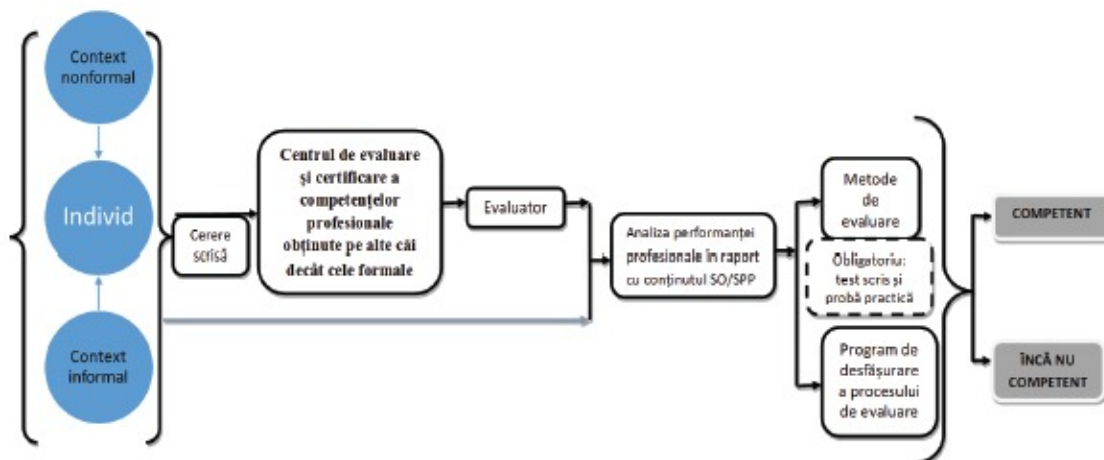 Context
nonformal
Individ
Context
informal
Cerere
scrisă
Centrul de evaluare
și certificare a
competențelor
profesionale
obținute pe alte căi
decât cele formale
Evaluator
Analiza performanței
profesionale în raport
cu conținutul SO/SPP
Metode
de
evaluare
Obligatoriu:
test scris și
probă practică
Program de
desfășurare
a procesului
de evaluare
COMPETENT
ÎNCĂ NU
COMPETENT